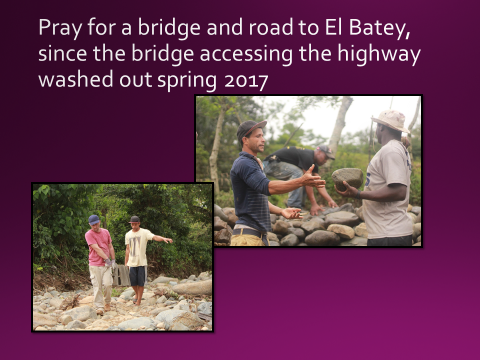 Pray for a bridge and road to El Batey,
since the bridge accessing the highway
washed out spring 2017